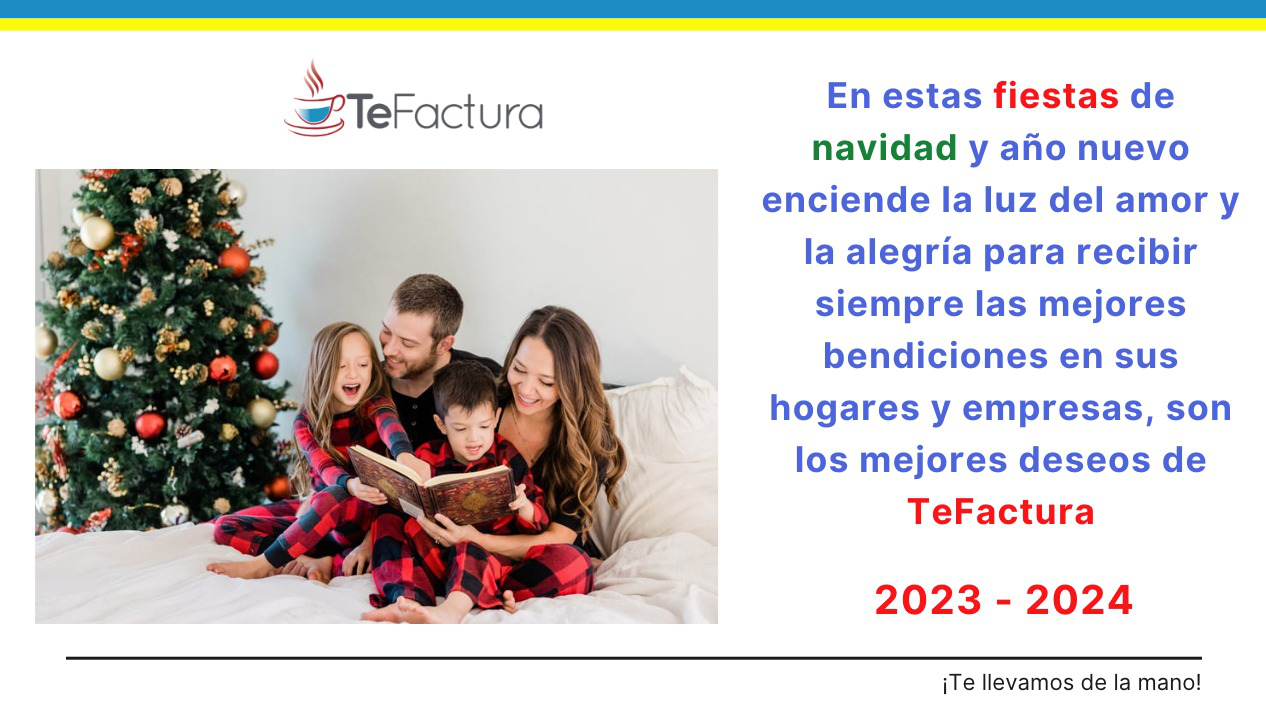 TeFactura
En estas fiestas de
navidad y año nuevo
enciende la luz del amor y
la alegría para recibir
siempre las mejores
bendiciones en sus
hogares y empresas, son
los mejores deseos de
TeFactura
2023 - 2024
¡Te llevamos de la mano!